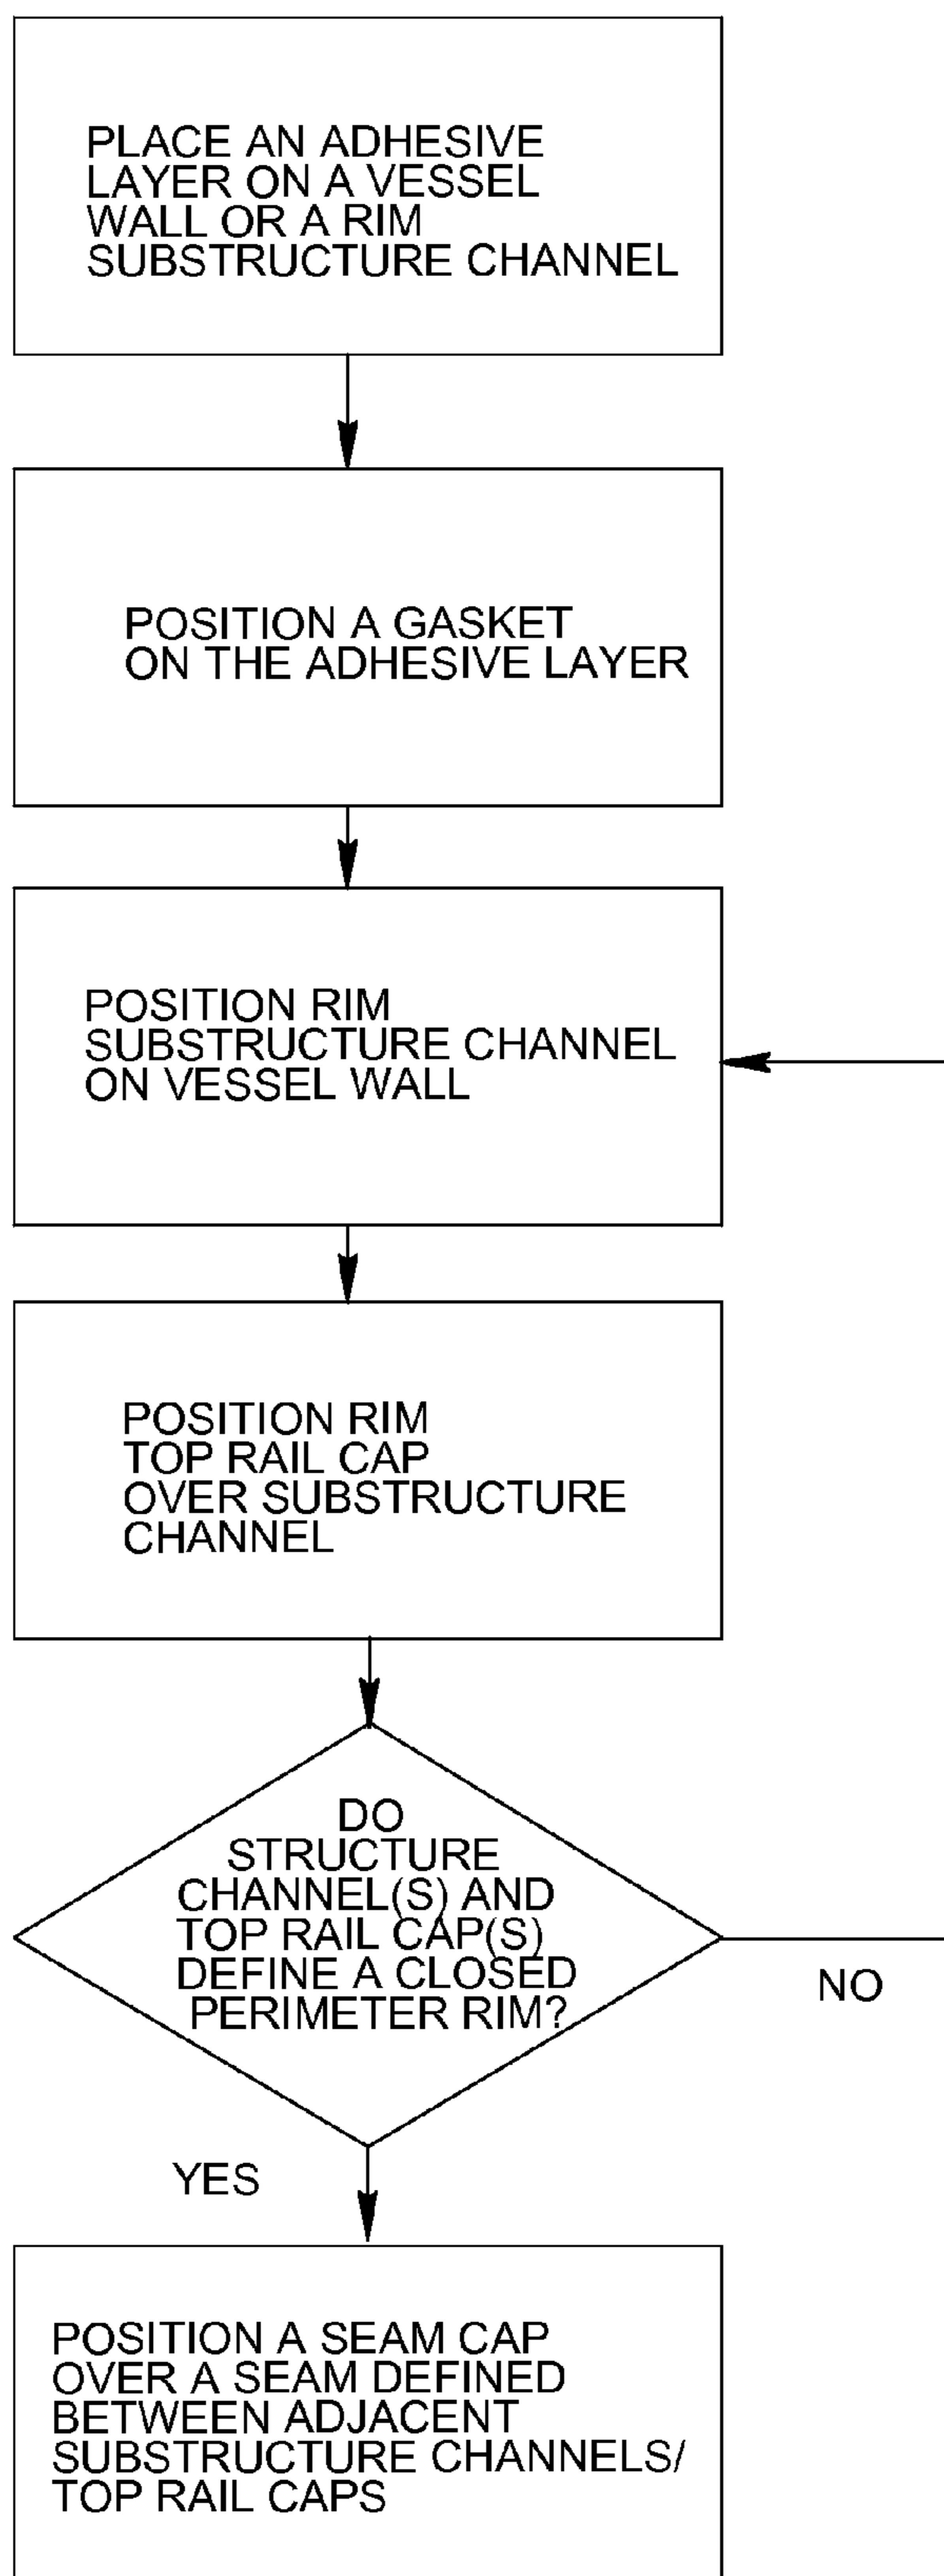 PLACE AN ADHESIVE
LAYER ON A VESSEL
WALL OR A RIM
SUBSTRUCTURE CHANNEL
POSITION A GASKET
ON THE ADHESIVE LAYER
POSITION RIM
SUBSTRUCTURE CHANNEL
ON VESSEL WALL
POSITION RIM
TOP RAIL CAP
OVER SUBSTRUCTURE
CHANNEL
DO
STRUCTURE
CHANNEL(S) AND
TOP RAIL CAP(S)
DEFINE A CLOSED
PERIMETER RIM?
NO
YES
POSITION A SEAM CAP
OVER A SEAM DEFINED
BETWEEN ADJACENT
SUBSTRUCTURE CHANNELS/
TOP RAIL CAPS